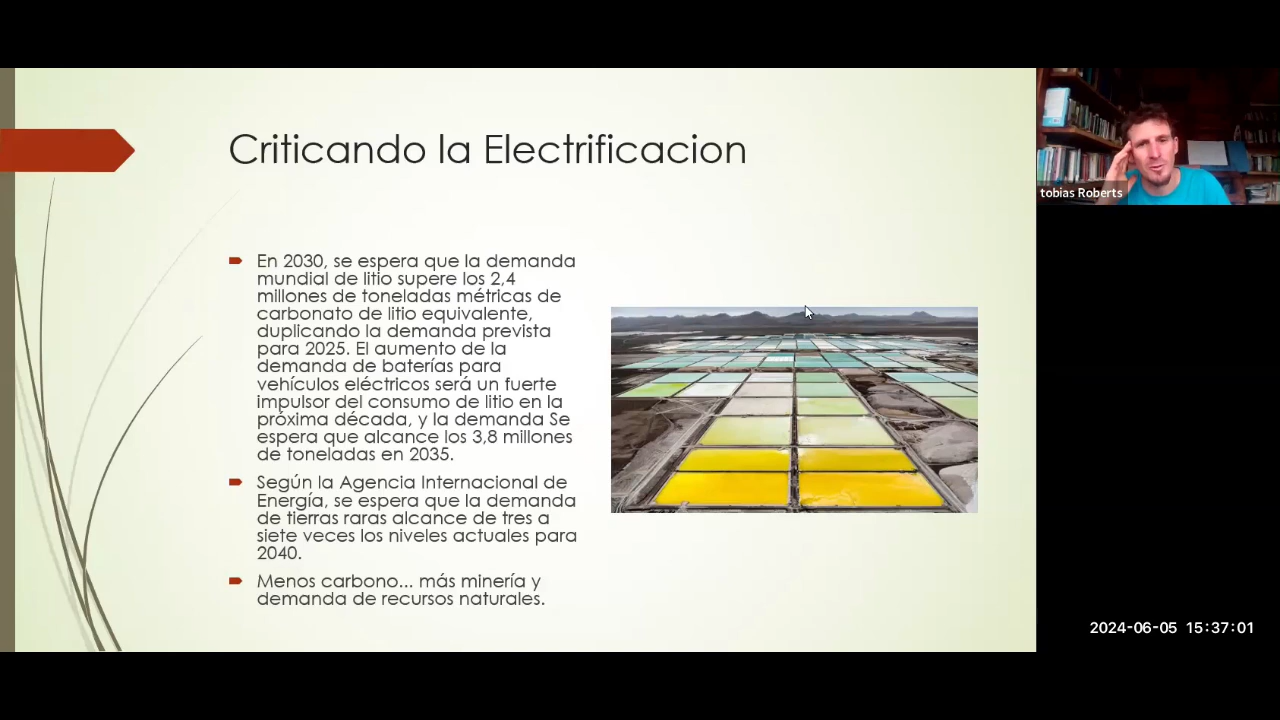 Criticando la Electrificacion
En 2030, se espera que la demanda
mundial de litio supere los 2,4
millones de toneladas métricas de
carbonato de litio equivalente,
duplicando la demanda prevista
para 2025. El aumento de la
demanda de baterías para
vehículos eléctricos será un fuerte
impulsor del consumo de litio en la
próxima década, y la demanda Se
espera que alcance los 3,8 millones
de toneladas en 2035.
Según la Agencia Internacional de
Energía, se espera que la demanda
de tierras raras alcance de tres a
siete veces los niveles actuales para
2040.
Menos carbono... más minería y
demanda de recursos naturales.
tobias Roberts
2024-06-05 15:37:01